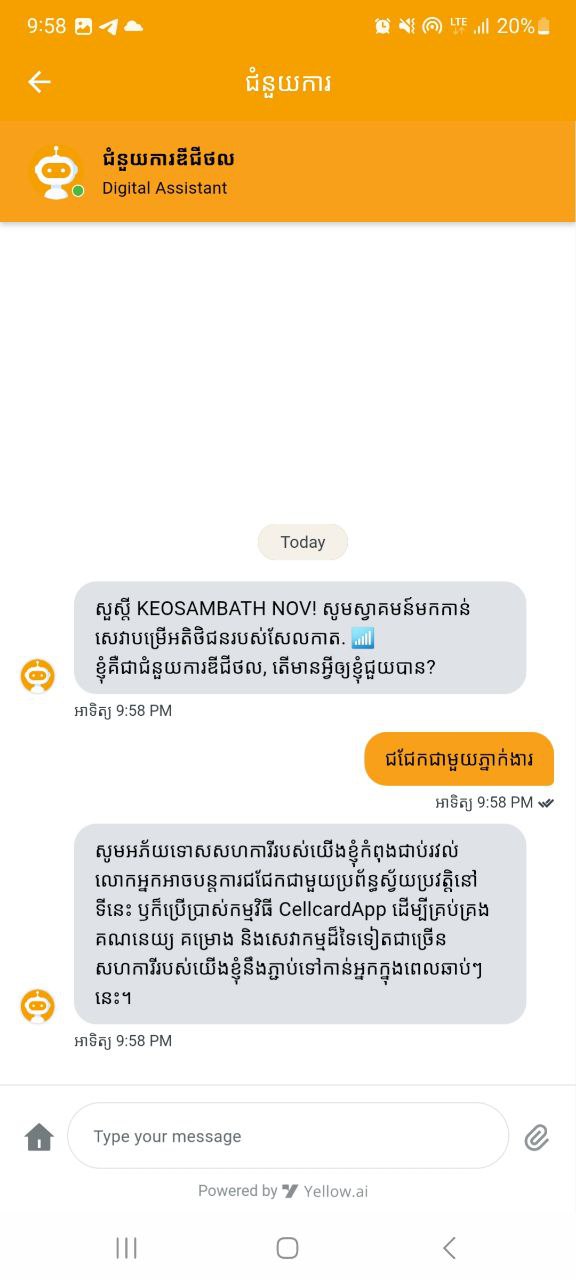 9:58
LTE
20%
ជំនួយការ
ជំនួយការឌីជីថល
Digital Assistant
Today
សួស្តី KEOSAMBATH NOV! សូមស្វាគមន៍មកកាន់
សេវាបម្រើអតិថិជនរបស់សែលកាត. 📶
ខ្ញុំគឺជាជំនួយការឌីជីថល, តើមានអ្វីឲ្យខ្ញុំជួយបាន?
អាទិត្យ 9:58 PM
ជជែកជាមួយភ្នាក់ងារ
អាទិត្យ 9:58 PM
សូមអភ័យទោសសហការីរបស់យើងខ្ញុំកំពុងជាប់រវល់
លោកអ្នកអាចបន្តការជជែកជាមួយប្រព័ន្ធស្វ័យប្រវត្តិនៅ
ទីនេះ ឬក៏ប្រើប្រាស់កម្មវិធី CellcardApp ដើម្បីគ្រប់គ្រង
គណនេយ្យ គម្រោង និងសេវាកម្មដ៏ទៃទៀតជាច្រើន
សហការីរបស់យើងខ្ញុំនឹងភ្ជាប់ទៅកាន់អ្នកក្នុងពេលឆាប់ៗ
នេះ។
អាទិត្យ 9:58 PM
Type your message
Powered by Yellow.ai